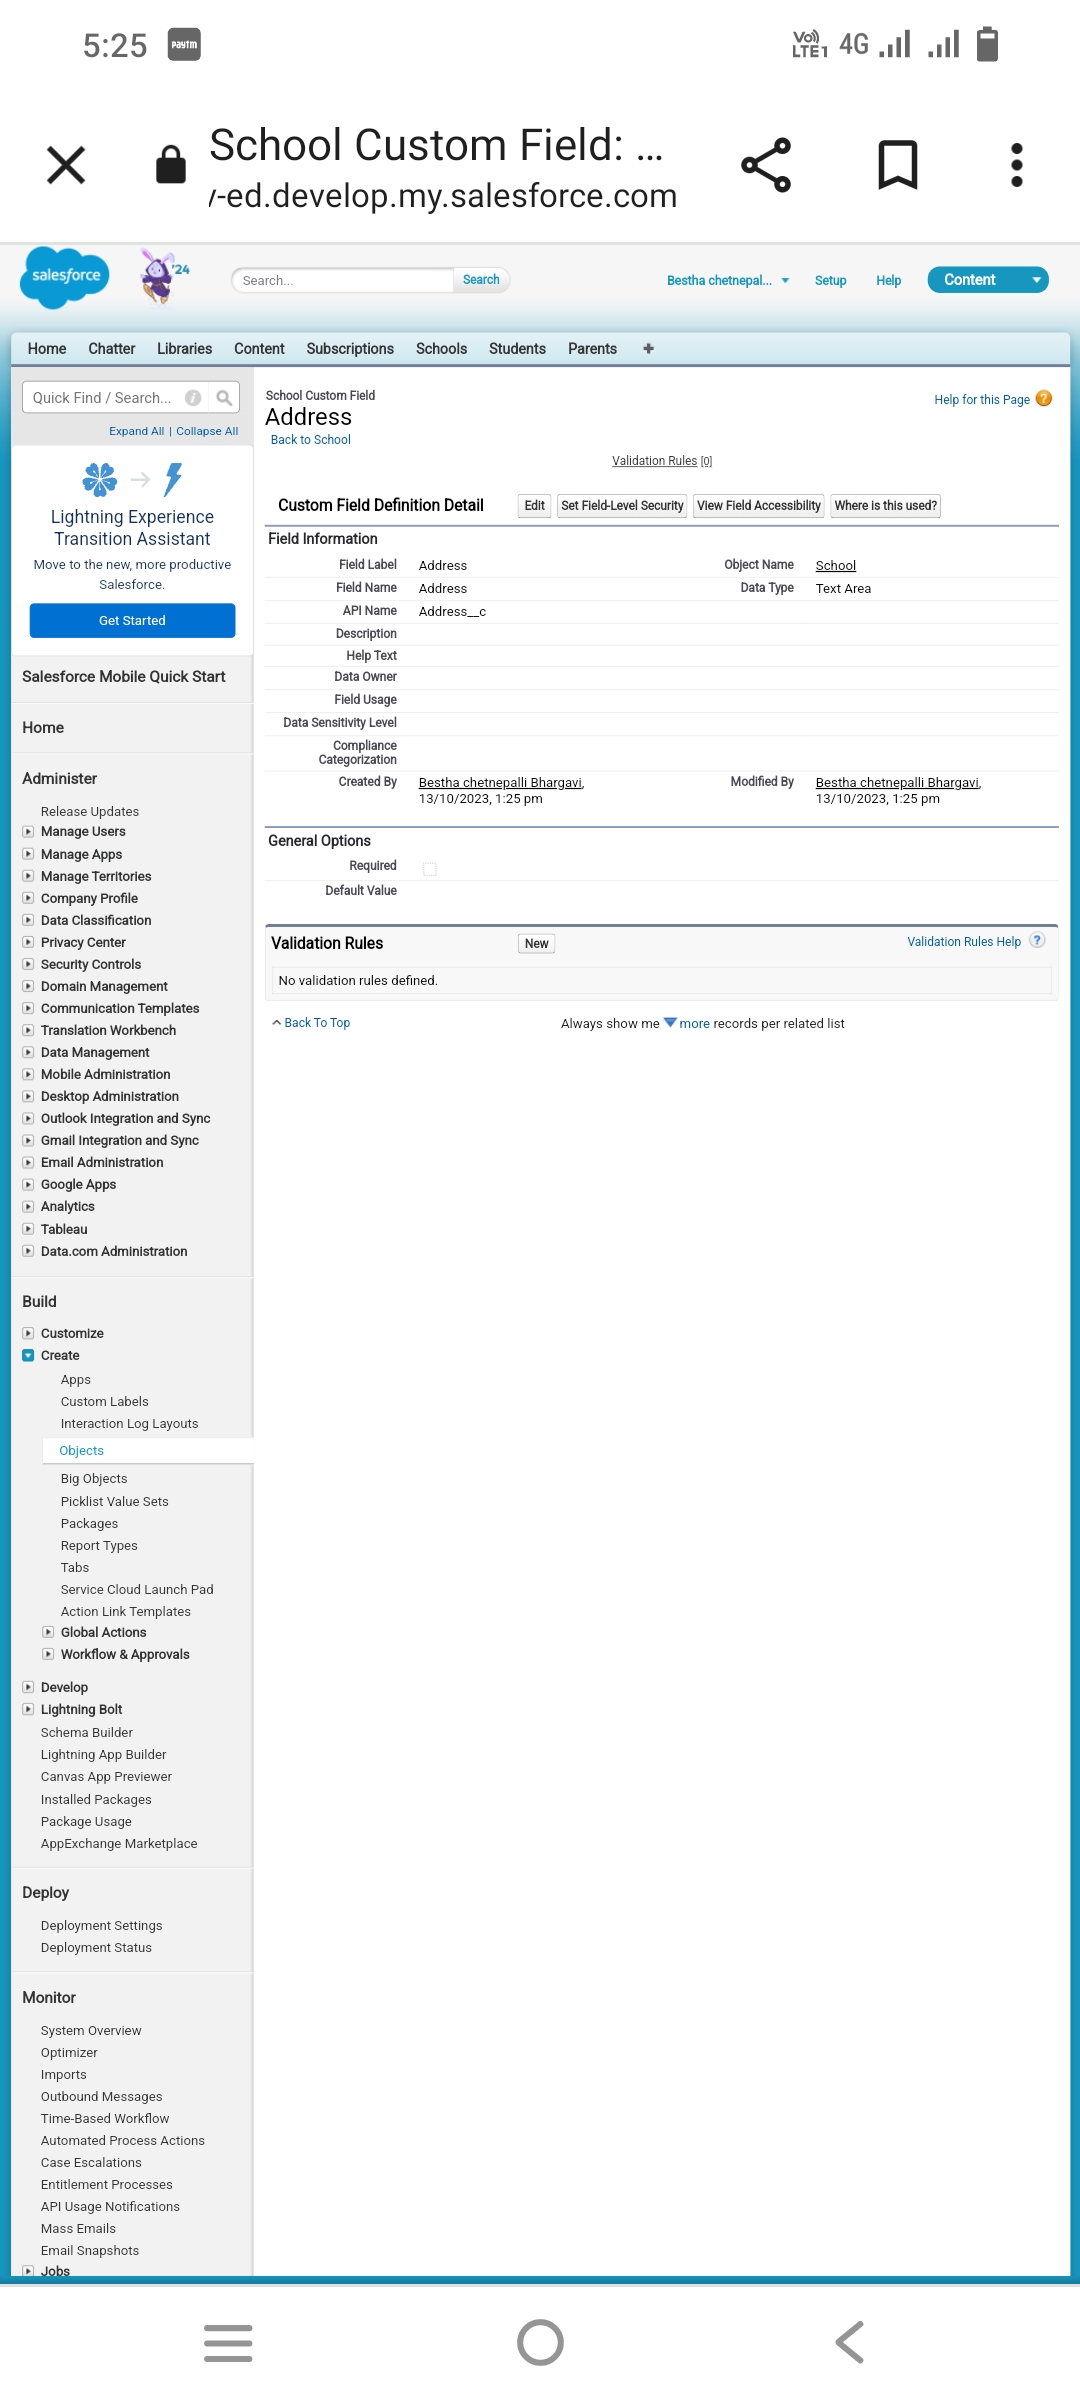 5:25 paytm Vo)) LTE1 4G
School Custom Field: ...
y-ed.develop.my.salesforce.com
salesforce '24 Search... Search Bestha chetnepal... Setup Help Content
Home Chatter Libraries Content Subscriptions Schools Students Parents
Quick Find / Search...
Expand All | Collapse All
Lightning Experience
Transition Assistant
Move to the new, more productive
Salesforce.
Get Started
Salesforce Mobile Quick Start
Home
Administer
Release Updates
Manage Users
Manage Apps
Manage Territories
Company Profile
Data Classification
Privacy Center
Security Controls
Domain Management
Communication Templates
Translation Workbench
Data Management
Mobile Administration
Desktop Administration
Outlook Integration and Sync
Gmail Integration and Sync
Email Administration
Google Apps
Analytics
Tableau
Data.com Administration
Build
Customize
Create
Apps
Custom Labels
Interaction Log Layouts
Objects
Big Objects
Picklist Value Sets
Packages
Report Types
Tabs
Service Cloud Launch Pad
Action Link Templates
Global Actions
Workflow & Approvals
Develop
Lightning Bolt
Schema Builder
Lightning App Builder
Canvas App Previewer
Installed Packages
Package Usage
AppExchange Marketplace
Deploy
Deployment Settings
Deployment Status
Monitor
System Overview
Optimizer
Imports
Outbound Messages
Time-Based Workflow
Automated Process Actions
Case Escalations
Entitlement Processes
API Usage Notifications
Mass Emails
Email Snapshots
Jobs
School Custom Field
Address
Help for this Page ?
Back to School
Validation Rules [0]
Custom Field Definition Detail Edit Set Field-Level Security View Field Accessibility Where is this used?
Field Information
Field Label Address Object Name School
Field Name Address Data Type Text Area
API Name Address__c
Description
Help Text
Data Owner
Field Usage
Data Sensitivity Level
Compliance
Categorization
Created By Bestha chetnepalli Bhargavi, Modified By Bestha chetnepalli Bhargavi,
13/10/2023, 1:25 pm 13/10/2023, 1:25 pm
General Options
Required
Default Value
Validation Rules New Validation Rules Help ?
No validation rules defined.
Back To Top Always show me more records per related list